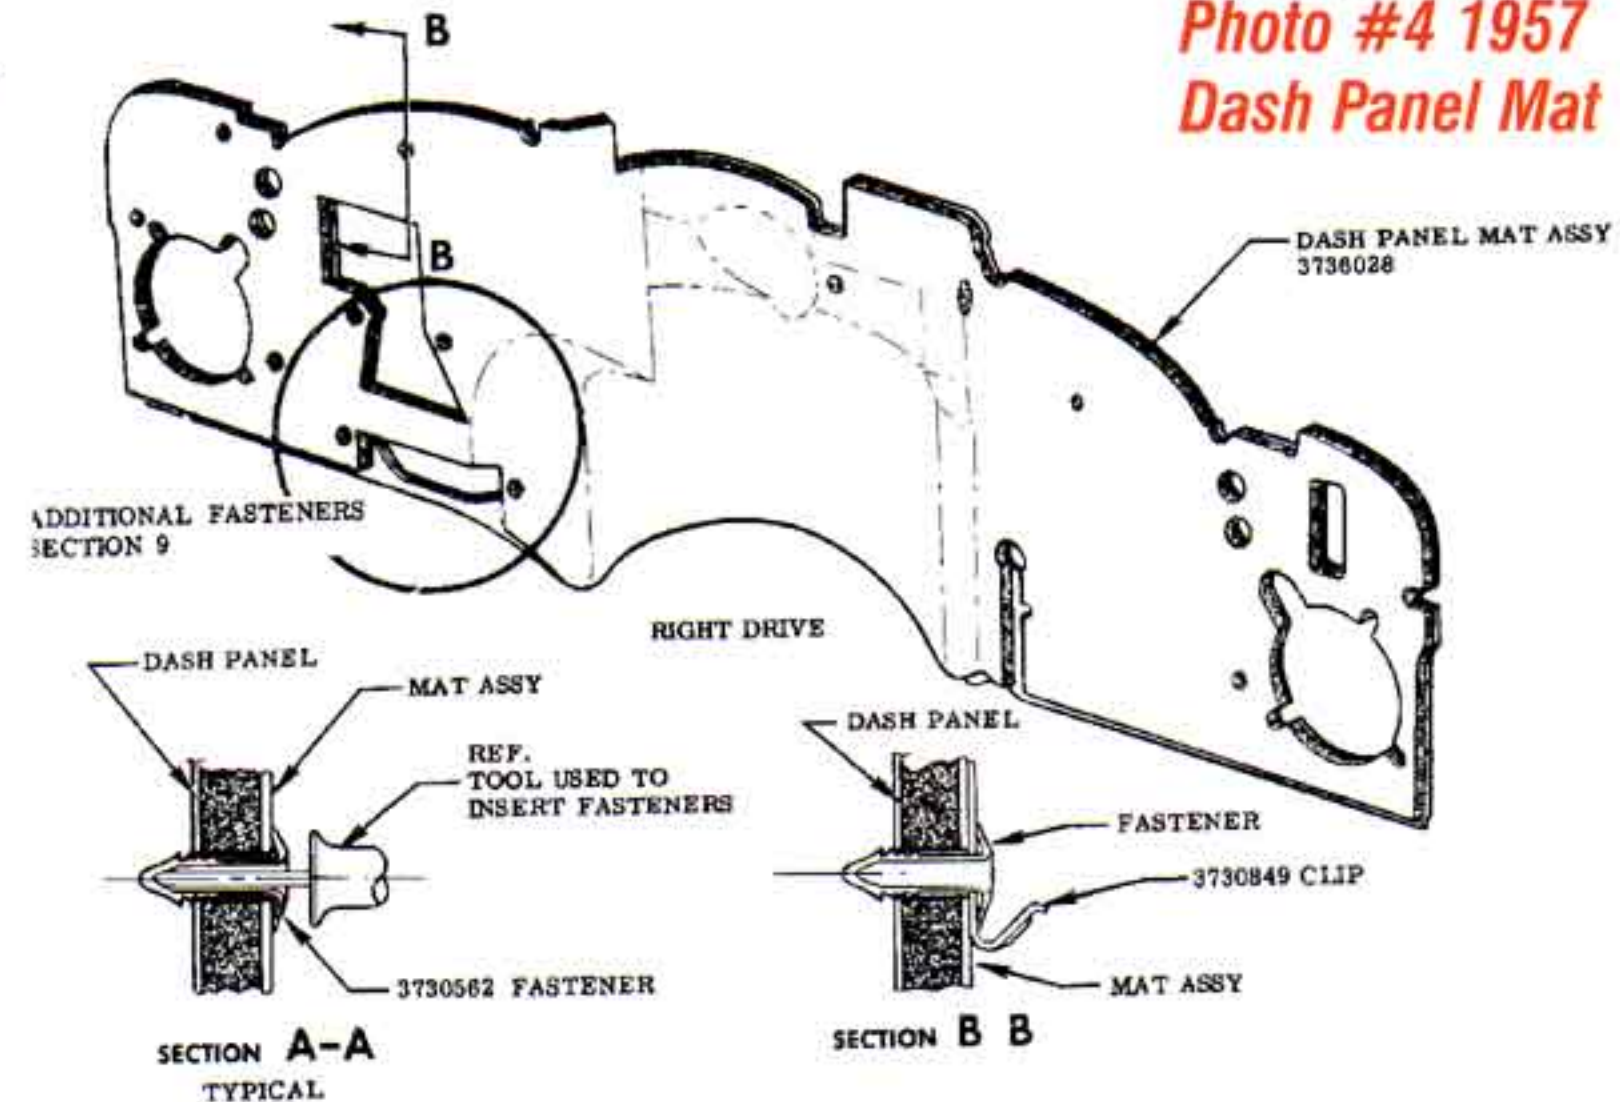 Photo #4 1957
Dash Panel Mat
B
B
DASH PANEL MAT ASSY
3736028
ADDITIONAL FASTENERS
SECTION 9
RIGHT DRIVE
DASH PANEL
MAT ASSY
REF.
TOOL USED TO
INSERT FASTENERS
3730562 FASTENER
SECTION A-A
TYPICAL
DASH PANEL
FASTENER
3730849 CLIP
MAT ASSY
SECTION B B